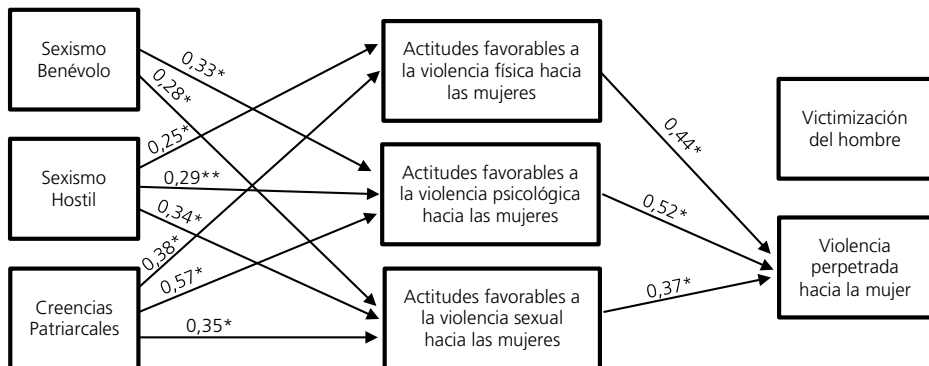 Sexismo
Benévolo
Sexismo
Hostil
Creencias
Patriarcales
0,33*
0,28*
0,25*
0,29**
0,34*
0,38*
0,57*
0,35*
Actitudes favorables a
la violencia física hacia
las mujeres
Actitudes favorables a
la violencia psicológica
hacia las mujeres
Actitudes favorables a
la violencia sexual
hacia las mujeres
0,44*
0,52*
0,37*
Victimización
del hombre
Violencia
perpetrada
hacia la mujer